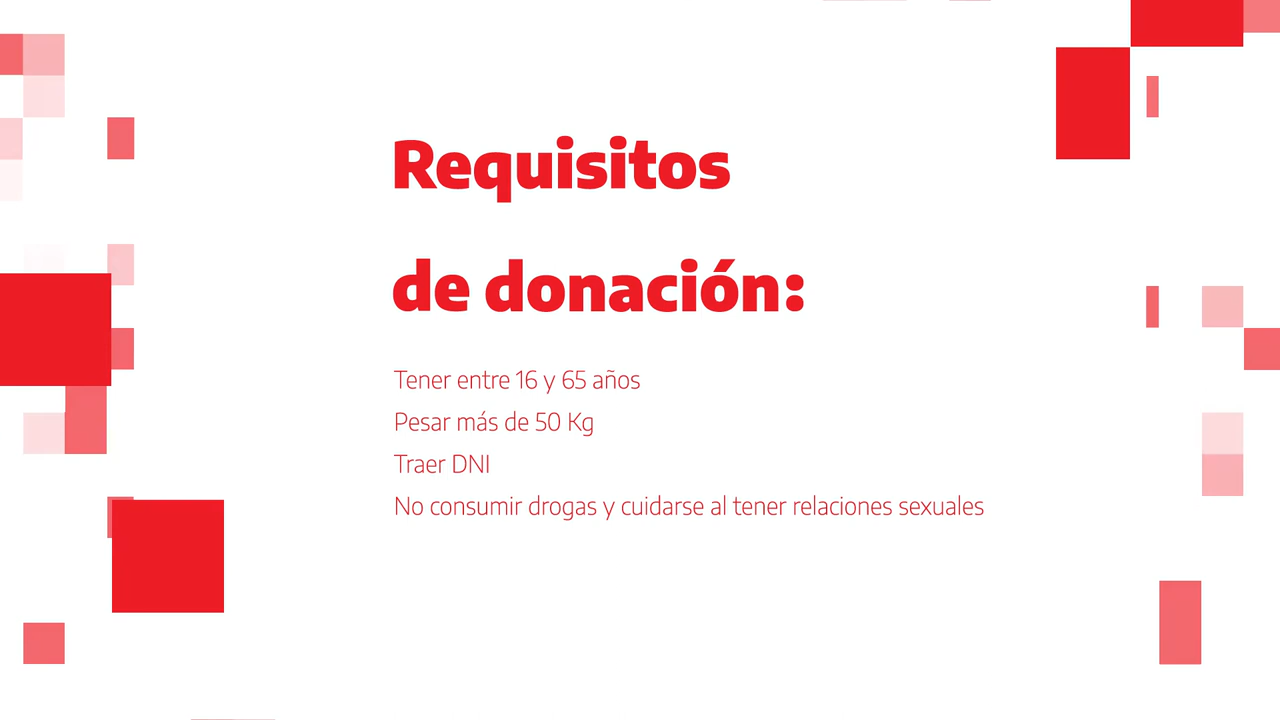 Requisitos
de donación:
Tener entre 16 y 65 años
Pesar más de 50 Kg
Traer DNI
No consumir drogas y cuidarse al tener relaciones sexuales